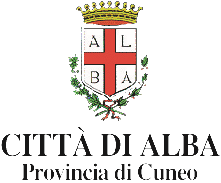 A L
B A
CITTÀ DI ALBA
Provincia di Cuneo